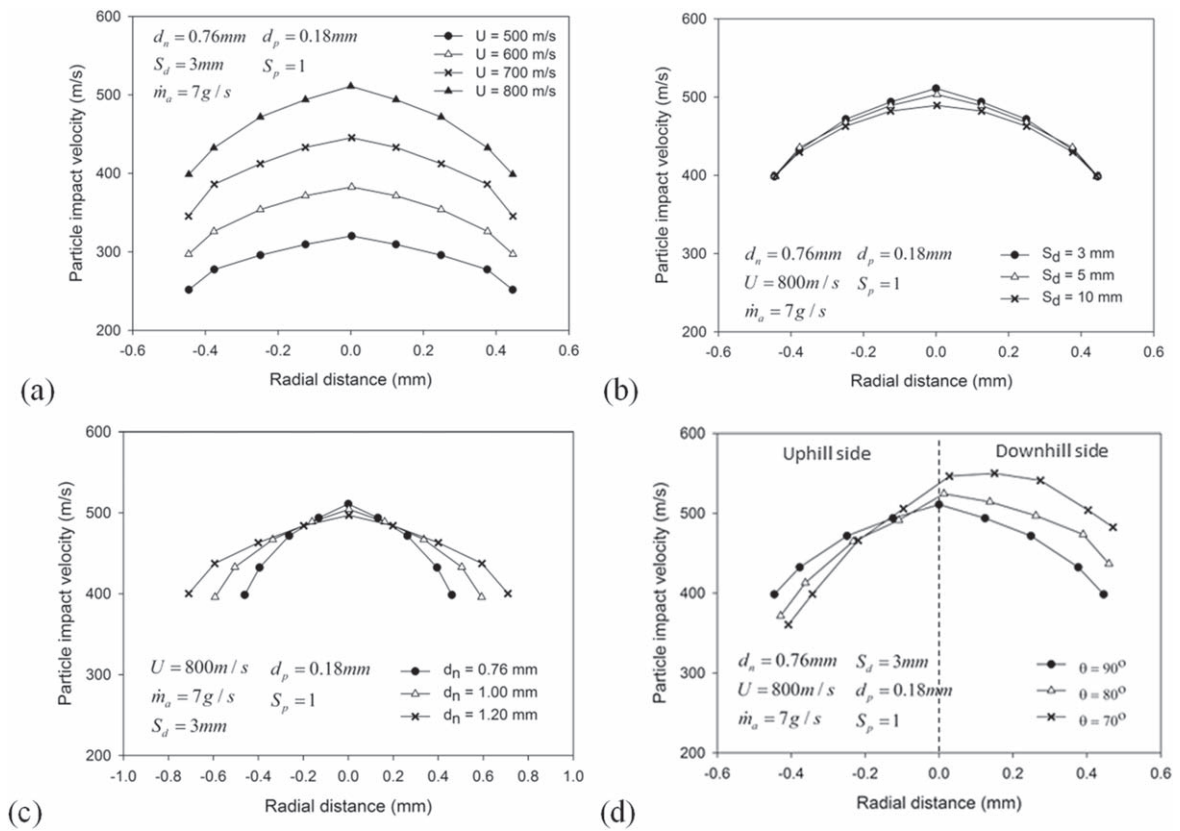 600
500
400
300
200
Particle impact velocity (m/s)
d_n = 0.76mm d_p = 0.18mm
S_d = 3mm S_p = 1
ṁ_a = 7g / s
U = 500 m/s
U = 600 m/s
U = 700 m/s
U = 800 m/s
-0.6 -0.4 -0.2 0.0 0.2 0.4 0.6
Radial distance (mm)
(a)
600
500
400
300
200
Particle impact velocity (m/s)
d_n = 0.76mm d_p = 0.18mm
U = 800m / s S_p = 1
ṁ_a = 7g / s
S_d = 3 mm
S_d = 5 mm
S_d = 10 mm
-0.6 -0.4 -0.2 0.0 0.2 0.4 0.6
Radial distance (mm)
(b)
600
500
400
300
200
Particle impact velocity (m/s)
U = 800m / s d_p = 0.18mm
ṁ_a = 7g / s S_p = 1
S_d = 3mm
d_n = 0.76 mm
d_n = 1.00 mm
d_n = 1.20 mm
-1.0 -0.8 -0.6 -0.4 -0.2 0.0 0.2 0.4 0.6 0.8 1.0
Radial distance (mm)
(c)
600
500
400
300
200
Particle impact velocity (m/s)
Uphill side Downhill side
d_n = 0.76mm S_d = 3mm
U = 800m / s d_p = 0.18mm
ṁ_a = 7g / s S_p = 1
θ = 90º
θ = 80º
θ = 70º
-0.6 -0.4 -0.2 0.0 0.2 0.4 0.6
Radial distance (mm)
(d)